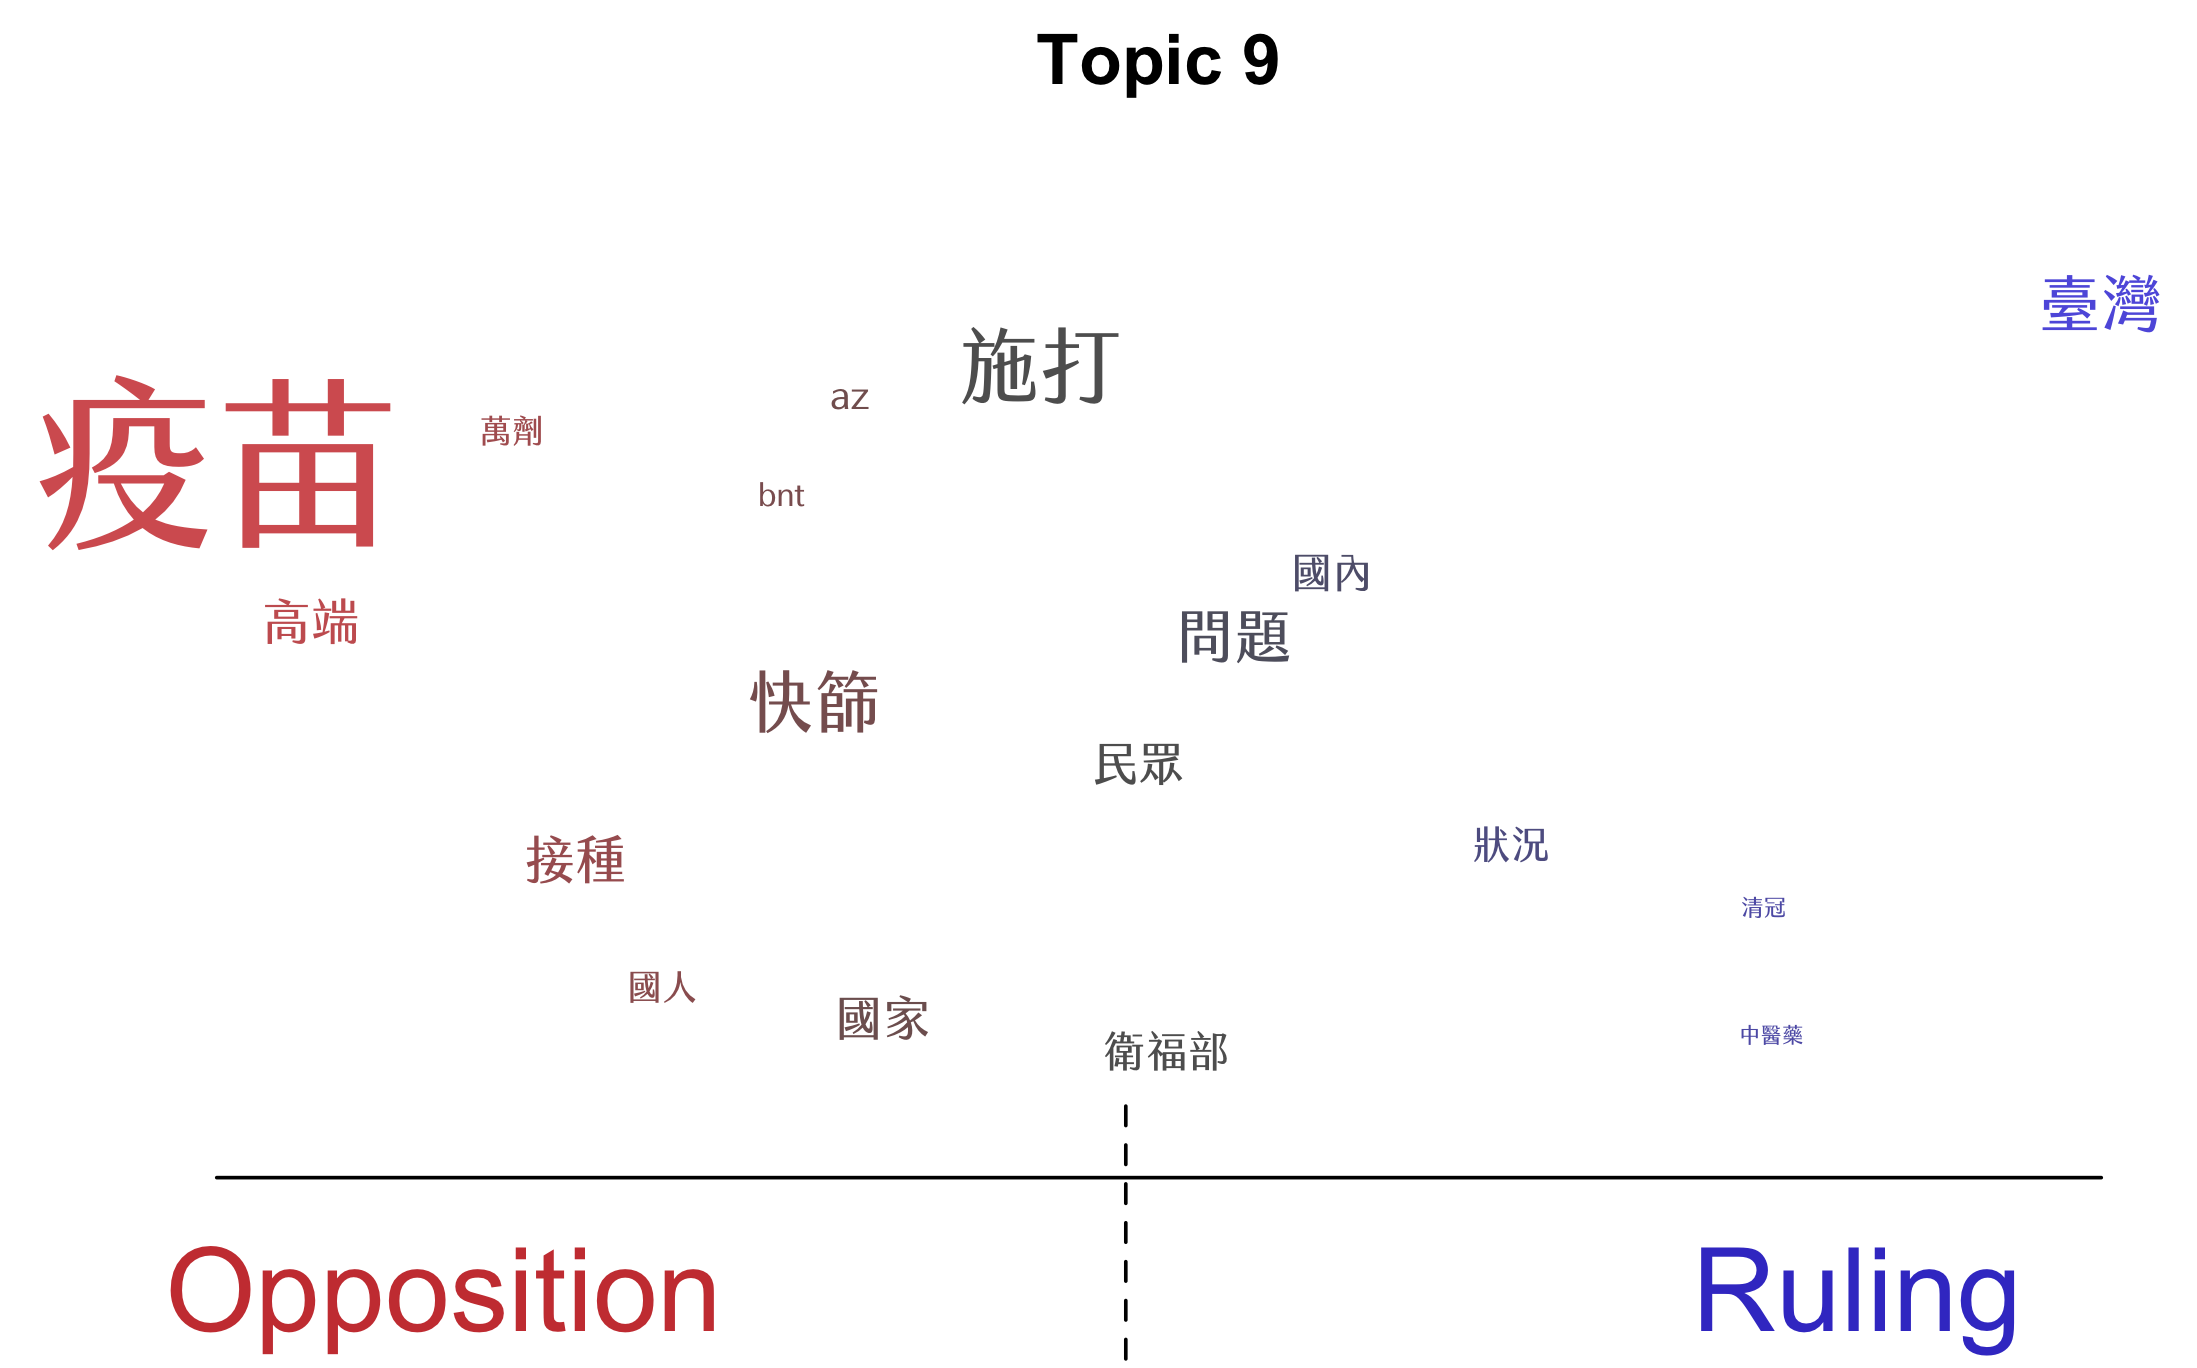 Topic 9
臺灣
施打
az
萬劑
疫苗
bnt
國內
高端
問題
快篩
民眾
狀況
接種
清冠
國人
國家
中醫藥
衛福部
Opposition
Ruling